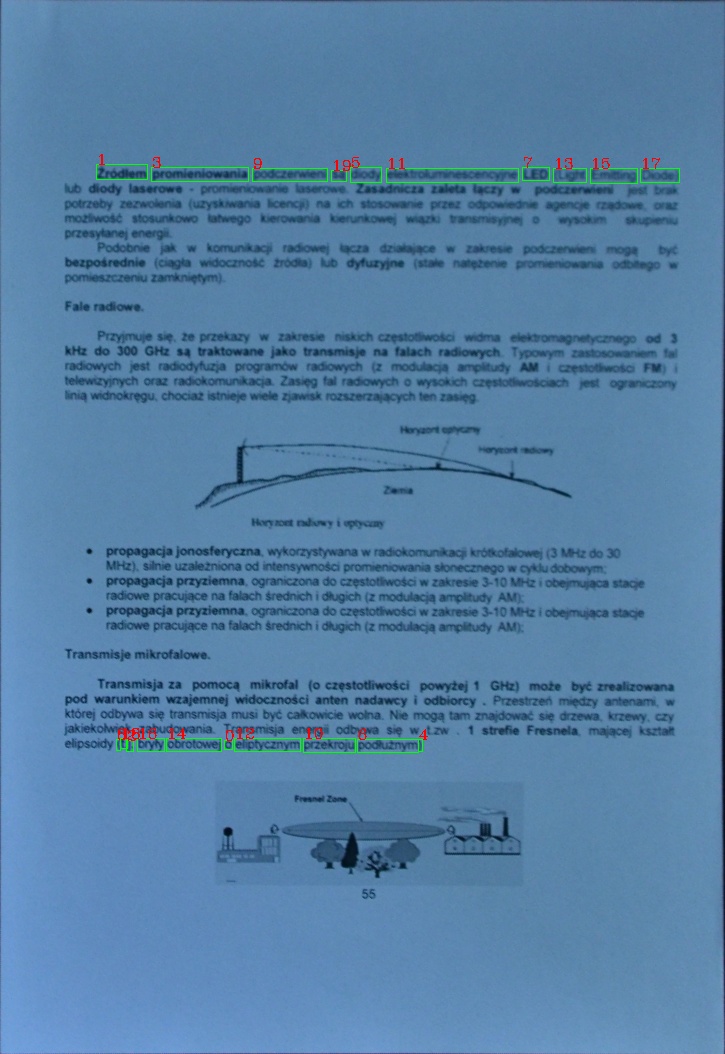 Źródłem promieniowania podczerwieni są diody elektroluminescencyjne LED (Light Emitting Diode)
lub diody laserowe - promieniowanie laserowe. Zasadnicza zaleta łączy w podczerwieni jest brak
potrzeby zezwolenia (uzyskiwania licencji) na ich stosowanie przez odpowiednie agencje rządowe, oraz
możliwość stosunkowo łatwego kierowania kierunkowej wiązki transmisyjnej o wysokim skupieniu
przesyłanej energii.
Podobnie jak w komunikacji radiowej łącza działające w zakresie podczerwieni mogą być
bezpośrednie (ciągła widoczność źródła) lub dyfuzyjne (stałe natężenie promieniowania odbitego w
pomieszczeniu zamkniętym).
Fale radiowe.
Przyjmuje się, że przekazy w zakresie niskich częstotliwości widma elektromagnetycznego od 3
kHz do 300 GHz są traktowane jako transmisje na falach radiowych. Typowym zastosowaniem fal
radiowych jest radiodyfuzja programów radiowych (z modulacją amplitudy AM i częstotliwości FM) i
telewizyjnych oraz radiokomunikacja. Zasięg fal radiowych o wysokich częstotliwościach jest ograniczony
linią widnokręgu, chociaż istnieje wiele zjawisk rozszerzających ten zasięg.
Horyzont optyczny
Horyzont radiowy
Ziemia
Horyzont radiowy i optyczny
• propagacja jonosferyczna, wykorzystywana w radiokomunikacji krótkofalowej (3 MHz do 30
MHz), silnie uzależniona od intensywności promieniowania słonecznego w cyklu dobowym;
• propagacja przyziemna, ograniczona do częstotliwości w zakresie 3-10 MHz i obejmująca stacje
radiowe pracujące na falach średnich i długich (z modulacją amplitudy AM);
• propagacja przyziemna, ograniczona do częstotliwości w zakresie 3-10 MHz i obejmująca stacje
radiowe pracujące na falach średnich i długich (z modulacją amplitudy AM);
Transmisje mikrofalowe.
Transmisja za pomocą mikrofal (o częstotliwości powyżej 1 GHz) może być zrealizowana
pod warunkiem wzajemnej widoczności anten nadawcy i odbiorcy . Przestrzeń między antenami, w
której odbywa się transmisja musi być całkowicie wolna. Nie mogą tam znajdować się drzewa, krzewy, czy
jakiekolwiek zabudowania. Transmisja energii odbywa się w tzw . 1 strefie Fresnela, mającej kształt
elipsoidy (tj. bryły obrotowej o eliptycznym przekroju podłużnym)
Fresnel Zone
55